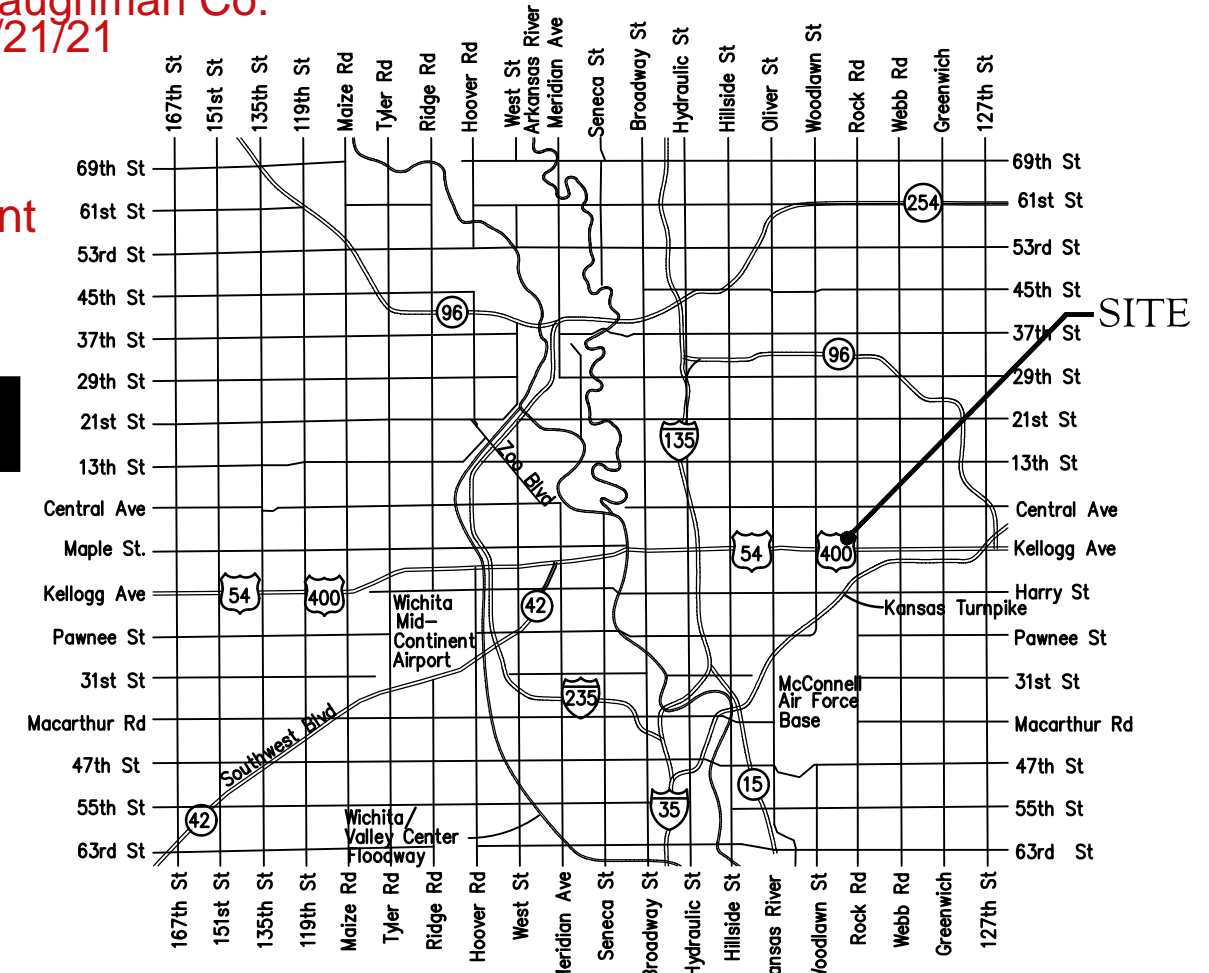 aughman Co.
/21/21
nt
167th St
151st St
135th St
119th St
Maize Rd
Tyler Rd
Ridge Rd
Hoover Rd
West St
Arkansas River
Meridian Ave
Seneca St
Broadway St
Hydraulic St
Hillside St
Oliver St
Woodlawn St
Rock Rd
Webb Rd
Greenwich
127th St
69th St
61st St
53rd St
45th St
37th St
29th St
21st St
13th St
Central Ave
Maple St.
Kellogg Ave
Pawnee St
31st St
Macarthur Rd
47th St
55th St
63rd St
69th St
61st St
53rd St
45th St
37th St
29th St
21st St
13th St
Central Ave
Kellogg Ave
Harry St
Pawnee St
31st St
Macarthur Rd
47th St
55th St
63rd St
SITE
254
96
96
135
Zoo Blvd
54
400
54
400
42
Wichita
Mid-
Continent
Airport
Kansas Turnpike
235
McConnell
Air Force
Base
Southwest Blvd
42
15
35
Wichita/
Valley Center
Floodway
167th St
151st St
135th St
119th St
Maize Rd
Tyler Rd
Ridge Rd
Hoover Rd
West St
eridian Ave
Seneca St
Broadway St
Hydraulic St
Hillside St
ansas River
Woodlawn St
Rock Rd
Webb Rd
Greenwich
127th St